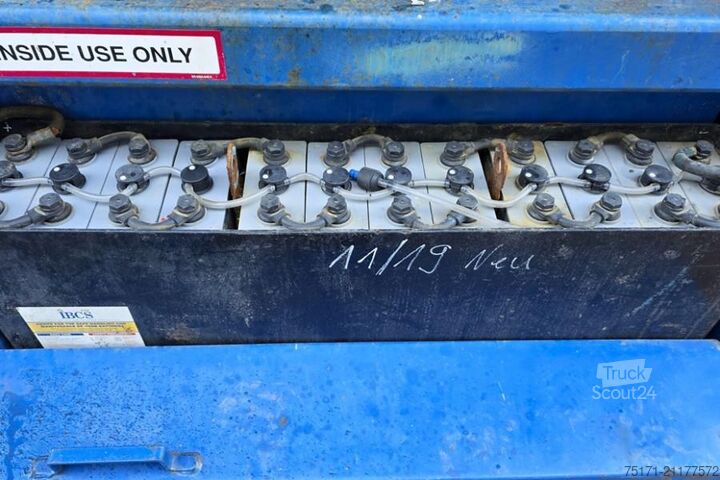 INSIDE USE ONLY
+
11/19 Neu
IBCS
Truck
Scout24
75171-21177572